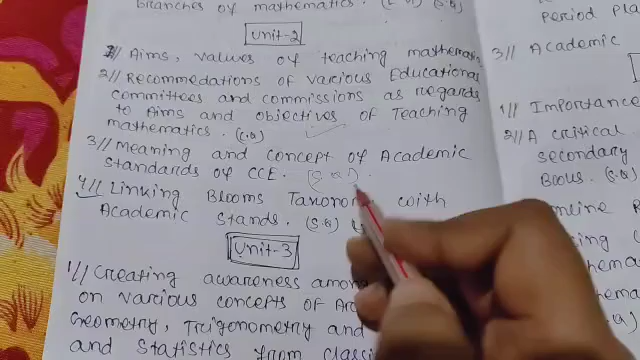 branches of mathematics.
Unit-2
1// Aims, values of teaching mathematics
2// Recommedations of various Educational
committees and commissions as regards
to Aims and objectives of Teaching
mathematics. (E.Q)
3// Meaning and concept of Academic
Standards of CCE. (S.Q).
4// Linking Blooms Taxonomy with
Academic Stands. (S.Q)
Unit-3
1// Creating awareness among
on various concepts of
Geometry, Trigonometry and
and Statistics from
Period
3// Academic
1// Importance
2// A critical
secondary
Books. (S.Q)